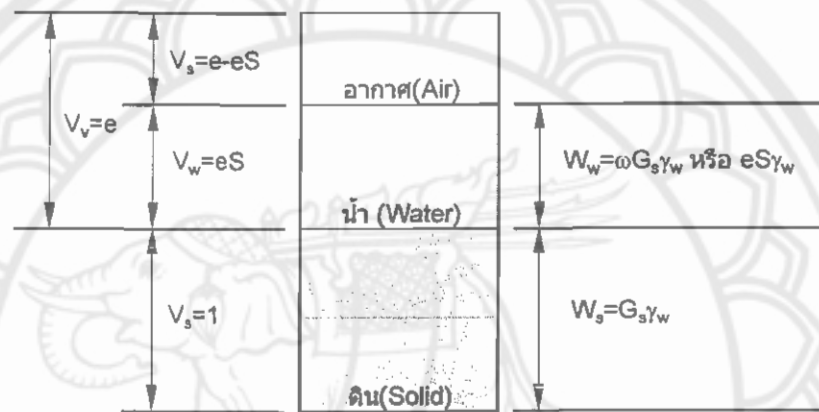 V_s=e-eS
อากาศ(Air)
V_v=e
V_w=eS
W_w=ωG_sγ_w หรือ eSγ_w
น้ำ (Water)
V_s=1
W_s=G_sγ_w
ดิน(Solid)